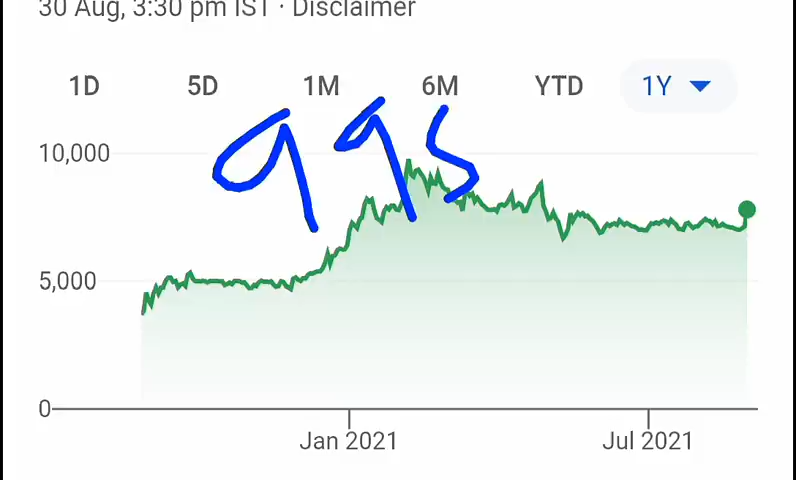 30 Aug, 3:30 pm IST · Disclaimer
1D 5D 1M 6M YTD 1Y
995
10,000
5,000
0
Jan 2021 Jul 2021